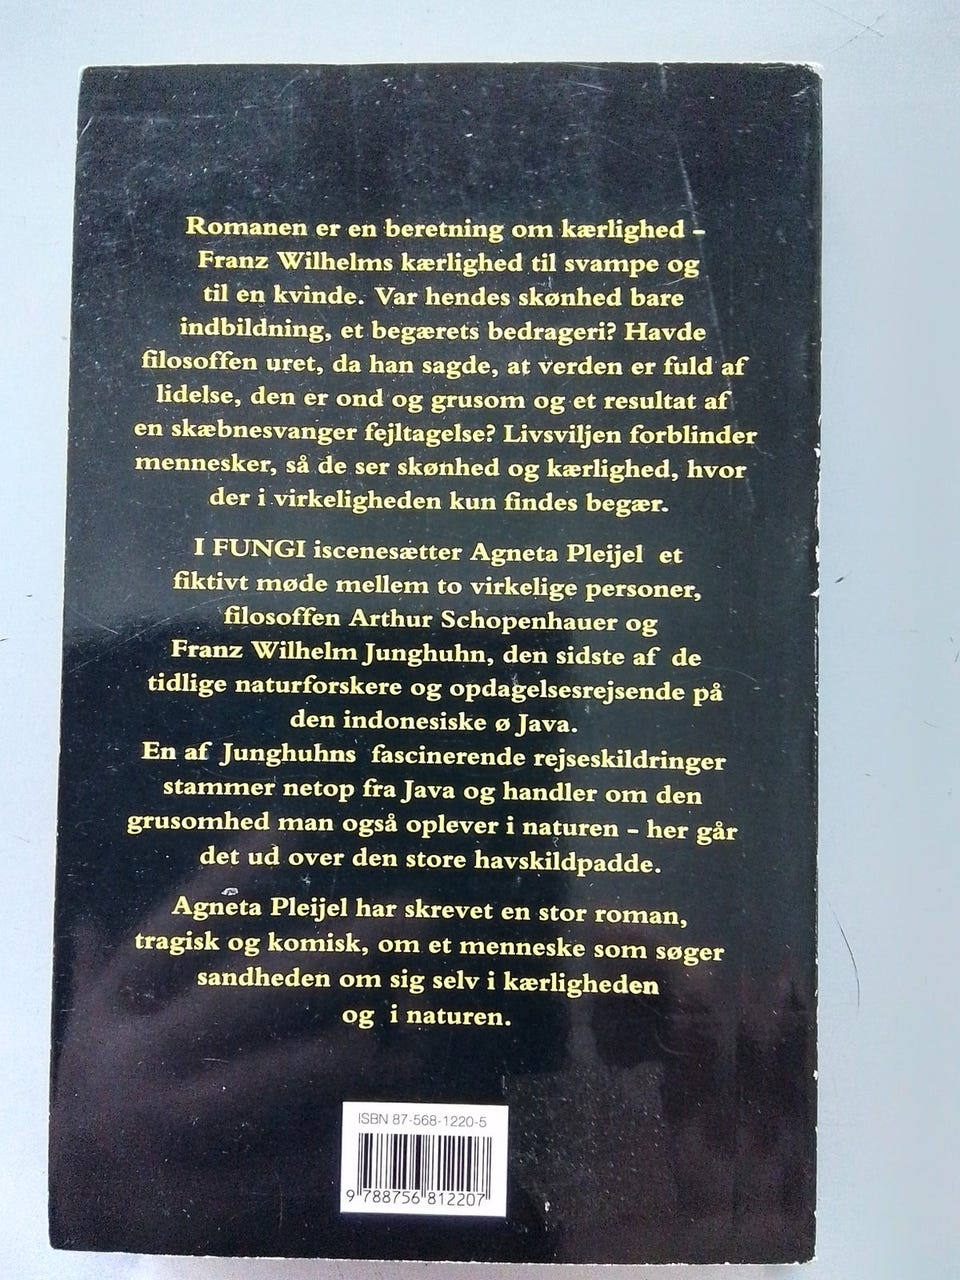 Romanen er en beretning om kærlighed –
Franz Wilhelms kærlighed til svampe og
til en kvinde. Var hendes skønhed bare
indbildning, et begærets bedrageri? Havde
filosoffen uret, da han sagde, at verden er fuld af
lidelse, den er ond og grusom og et resultat af
en skæbnesvanger fejltagelse? Livsviljen forblinder
mennesker, så de ser skønhed og kærlighed, hvor
der i virkeligheden kun findes begær.
I FUNGI iscenesætter Agneta Pleijel et
fiktivt møde mellem to virkelige personer,
filosoffen Arthur Schopenhauer og
Franz Wilhelm Junghuhn, den sidste af de
tidlige naturforskere og opdagelsesrejsende på
den indonesiske ø Java.
En af Junghuhns fascinerende rejseskildringer
stammer netop fra Java og handler om den
grusomhed man også oplever i naturen – her går
det ud over den store havskildpadde.
Agneta Pleijel har skrevet en stor roman,
tragisk og komisk, om et menneske som søger
sandheden om sig selv i kærligheden
og i naturen.
ISBN 87-568-1220-5
9 788756 812207